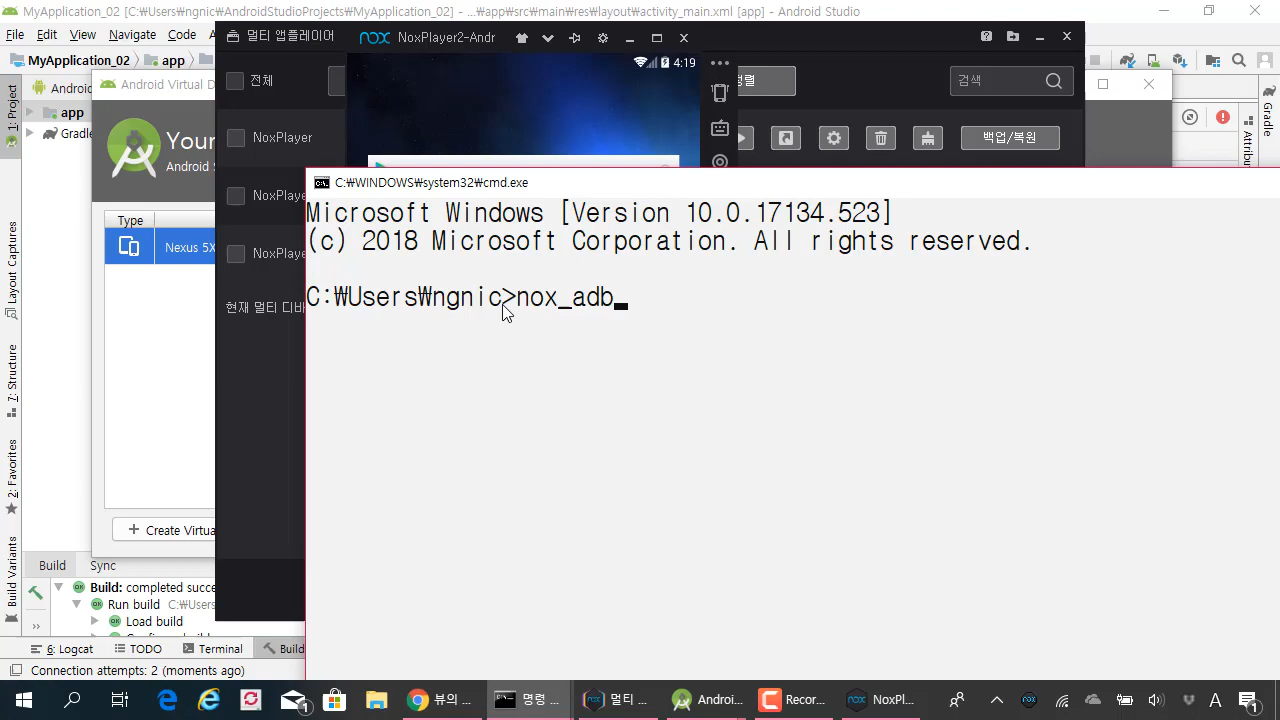 MyApplication_02 [C:\Users\ngnic\AndroidStudioProjects\MyApplication_02] - ...\app\src\main\res\layout\activity_main.xml [app] - Android Studio
File Edit View Navigate Code
멀티 앱플레이어
nox NoxPlayer2-Andr
MyApplication_02 app
4:19
전체
검색
Android Virtual D
1: Project
app
Gradle
Gradle
NoxPlayer
백업/복원
Your
Android S
C:\WINDOWS\system32\cmd.exe
Microsoft Windows [Version 10.0.17134.523]
(c) 2018 Microsoft Corporation. All rights reserved.
C:\Users\ngnic>nox_adb
Type
Nexus 5X
NoxPlaye
NoxPlaye
현재 멀티 디바
Layout Captures
7: Structure
2: Favorites
Build Variants
Create Virtua
Build Sync
Build: completed succe
Run build C:\Users
Load build
6: Logcat TODO Terminal Build
Connection attempts: 2 (moments ago)
뷰의 ... 명령 ... 멀티 ... Androi... Recor... NoxPl... A 1